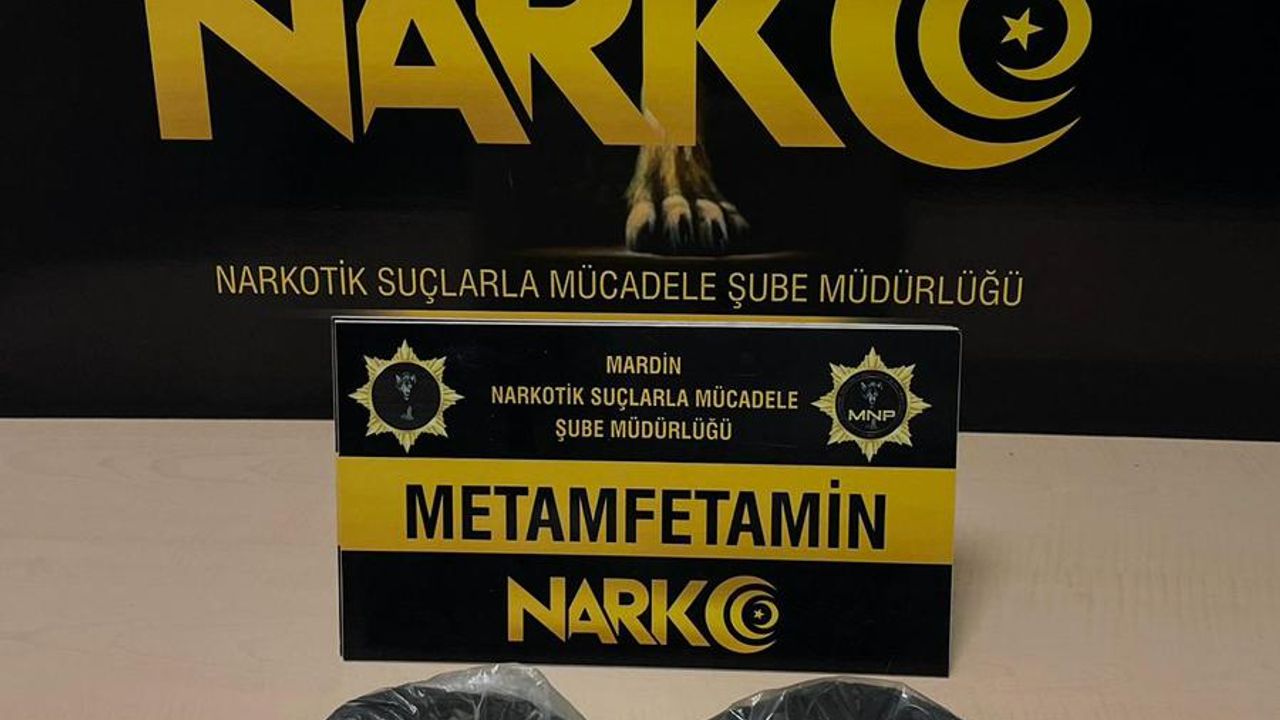 NARKO
NARKOTİK SUÇLARLA MÜCADELE ŞUBE MÜDÜRLÜĞÜ
MARDİN
NARKOTİK SUÇLARLA MÜCADELE
ŞUBE MÜDÜRLÜĞÜ
MNP
METAMFETAMİN
NARKO